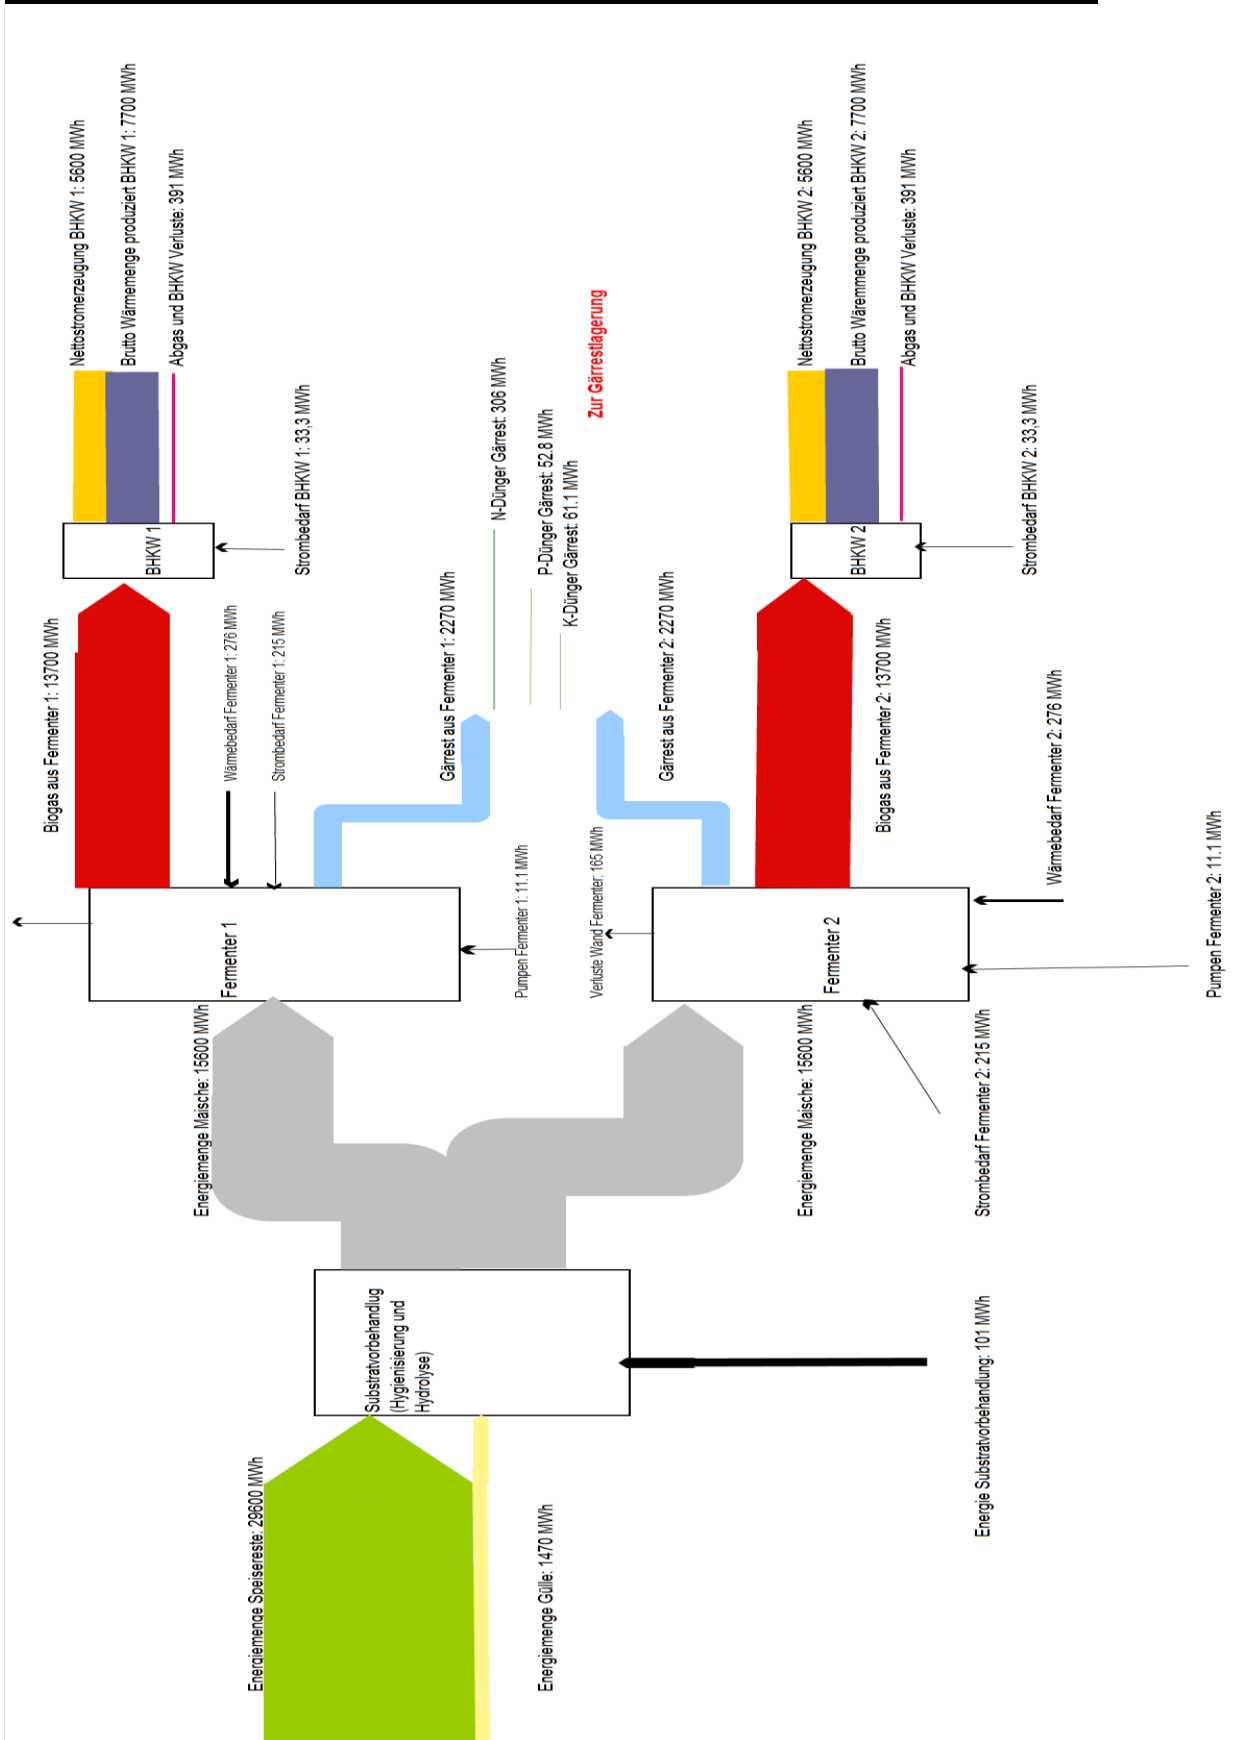 Energiemenge Speisereste: 29600 MWh
Energiemenge Gülle: 1470 MWh
Substratvorbehandlug
(Hygienisierung und
Hydrolyse)
Energie Substratvorbehandlung: 101 MWh
Energiemenge Maische: 15600 MWh
Energiemenge Maische: 15600 MWh
Strombedarf Fermenter 2: 215 MWh
Fermenter 1
Pumpen Fermenter 1: 11.1 MWh
Verluste Wand Fermenter: 165 MWh
Fermenter 2
Pumpen Fermenter 2: 11.1 MWh
Biogas aus Fermenter 1: 13700 MWh
Wärmebedarf Fermenter 1: 276 MWh
Strombedarf Fermenter 1: 215 MWh
Gärrest aus Fermenter 1: 2270 MWh
Gärrest aus Fermenter 2: 2270 MWh
Biogas aus Fermenter 2: 13700 MWh
Wärmebedarf Fermenter 2: 276 MWh
N-Dünger Gärrest: 306 MWh
P-Dünger Gärrest: 52.8 MWh
K-Dünger Gärrest: 61.1 MWh
Zur Gärrestlagerung
BHKW 1
Strombedarf BHKW 1: 33,3 MWh
BHKW 2
Strombedarf BHKW 2: 33,3 MWh
Nettostromerzeugung BHKW 1: 5600 MWh
Brutto Wärmemenge produziert BHKW 1: 7700 MWh
Abgas und BHKW Verluste: 391 MWh
Nettostromerzeugung BHKW 2: 5600 MWh
Brutto Wäremmenge produziert BHKW 2: 7700 MWh
Abgas und BHKW Verluste: 391 MWh